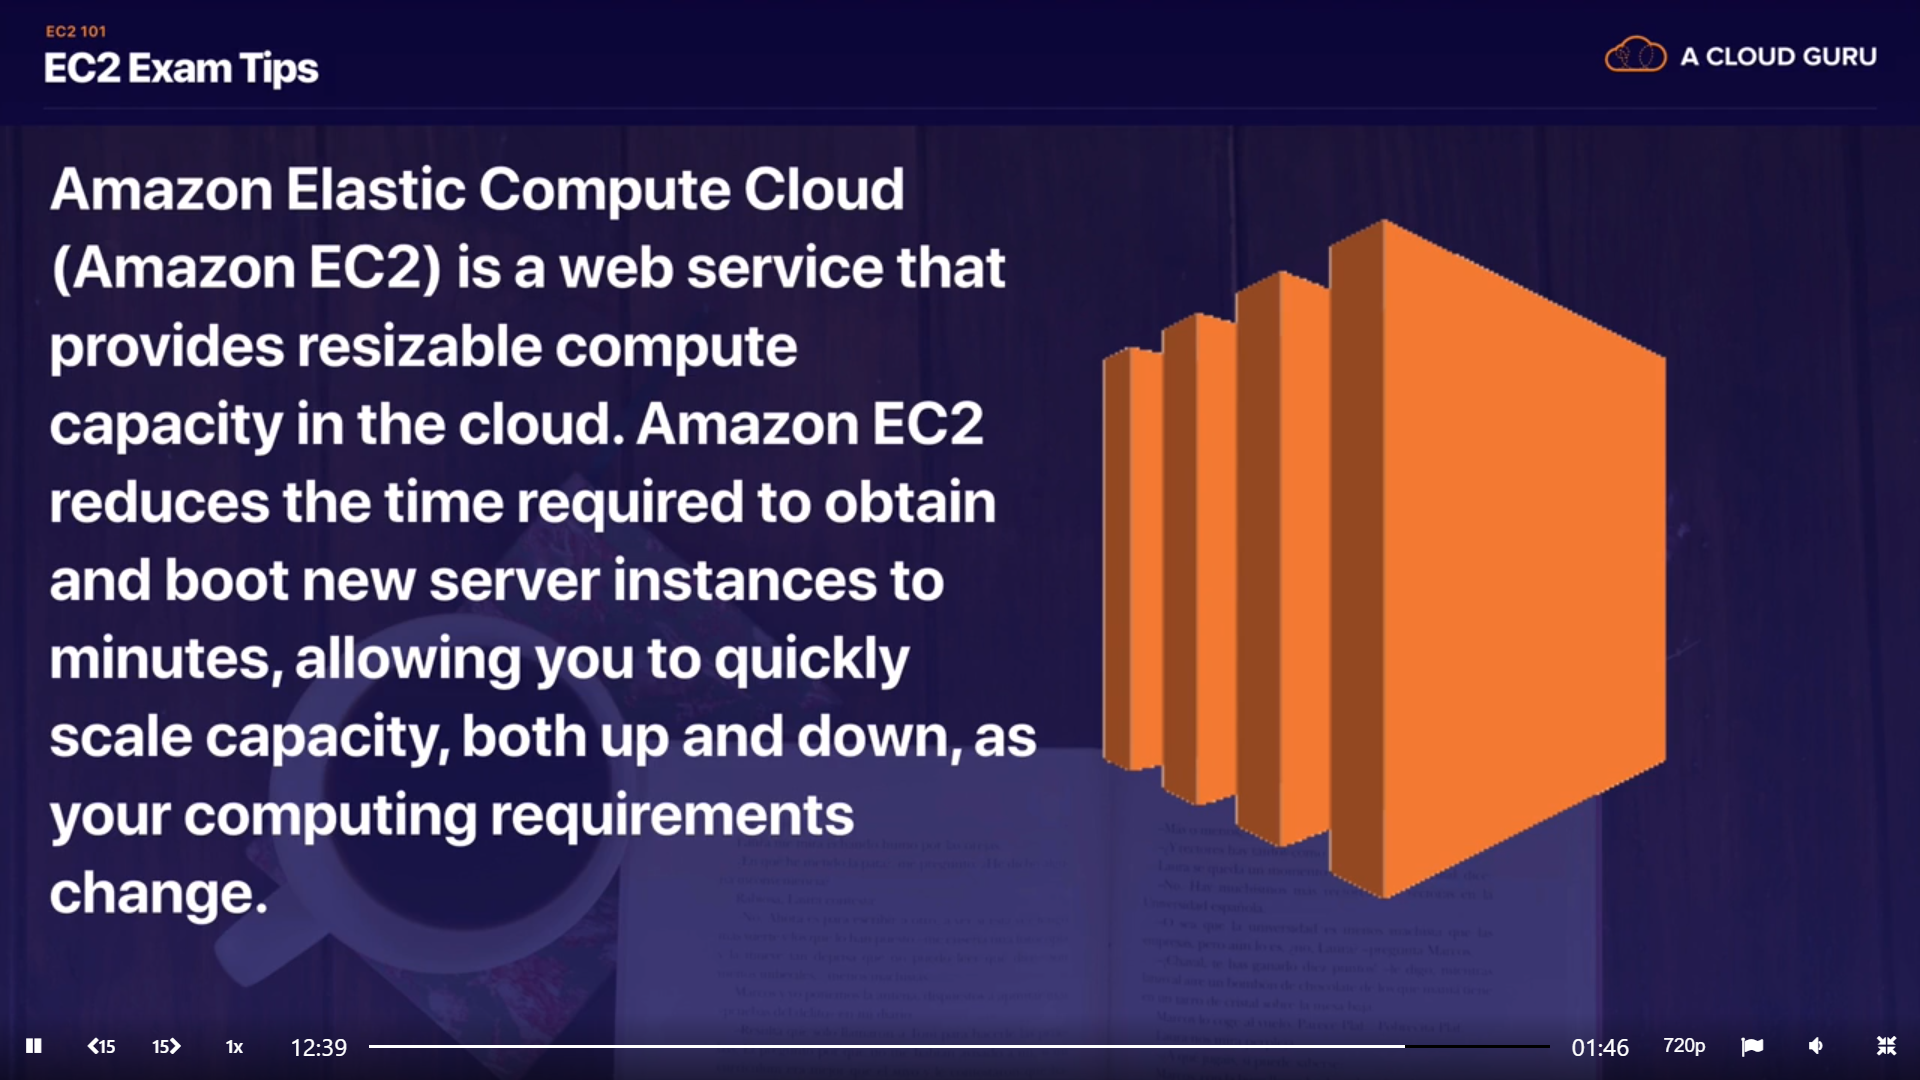 EC2 101
EC2 Exam Tips
A CLOUD GURU
Amazon Elastic Compute Cloud
(Amazon EC2) is a web service that
provides resizable compute
capacity in the cloud. Amazon EC2
reduces the time required to obtain
and boot new server instances to
minutes, allowing you to quickly
scale capacity, both up and down, as
your computing requirements
change.
15 15 1x 12:39 01:46 720p